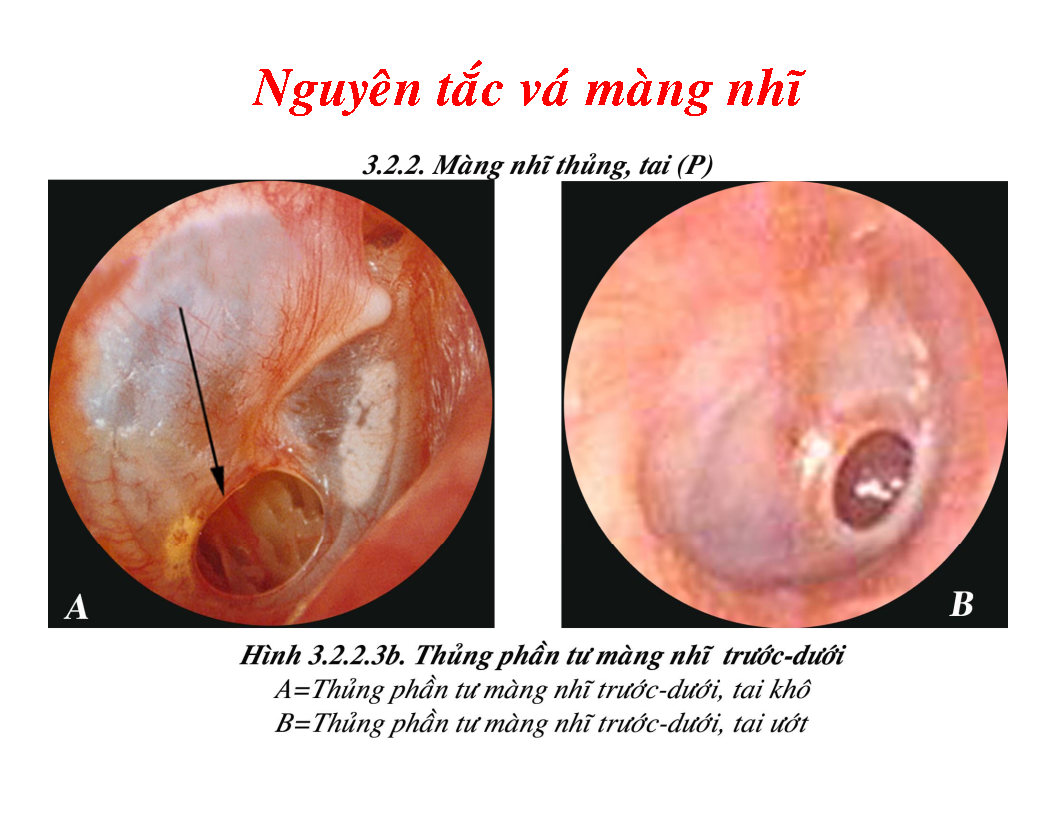 Nguyên tắc vá màng nhĩ
3.2.2. Màng nhĩ thủng, tai (P)
A
B
Hình 3.2.2.3b. Thủng phần tư màng nhĩ trước-dưới
A=Thủng phần tư màng nhĩ trước-dưới, tai khô
B=Thủng phần tư màng nhĩ trước-dưới, tai ướt